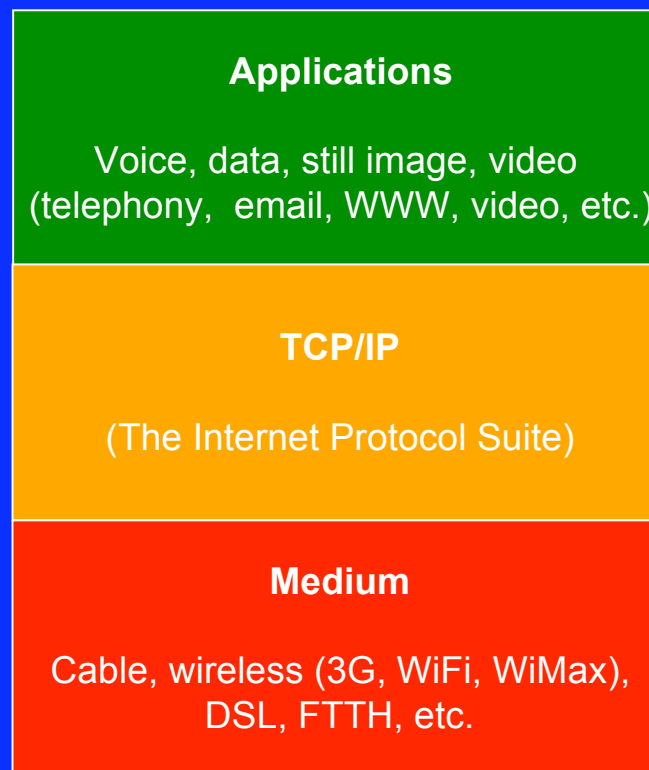 Applications
Voice, data, still image, video
(telephony, email, WWW, video, etc.)
TCP/IP
(The Internet Protocol Suite)
Medium
Cable, wireless (3G, WiFi, WiMax),
DSL, FTTH, etc.